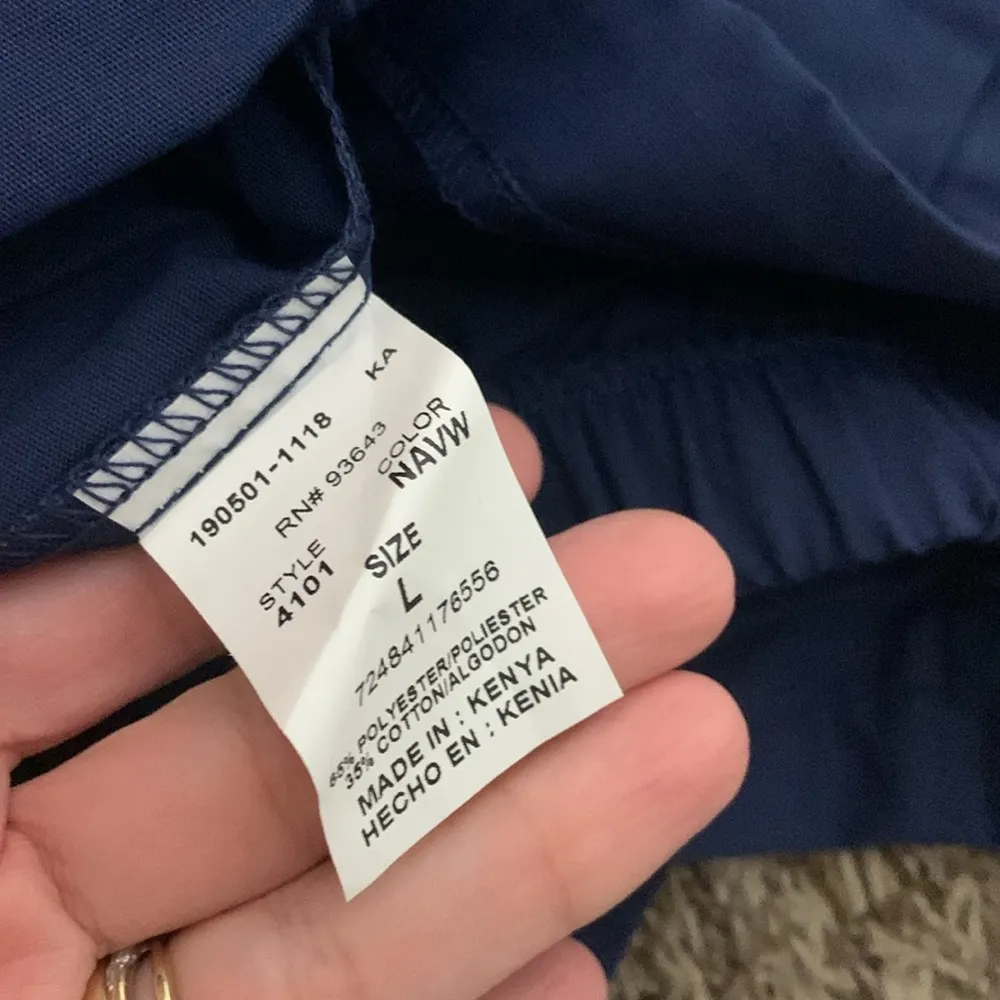 190501-1118 KA
RN# 93643
STYLE COLOR
4101 NAVW
SIZE
L
724841176556
65% POLYESTER/POLIESTER
35% COTTON/ALGODON
MADE IN : KENYA
HECHO EN : KENIA